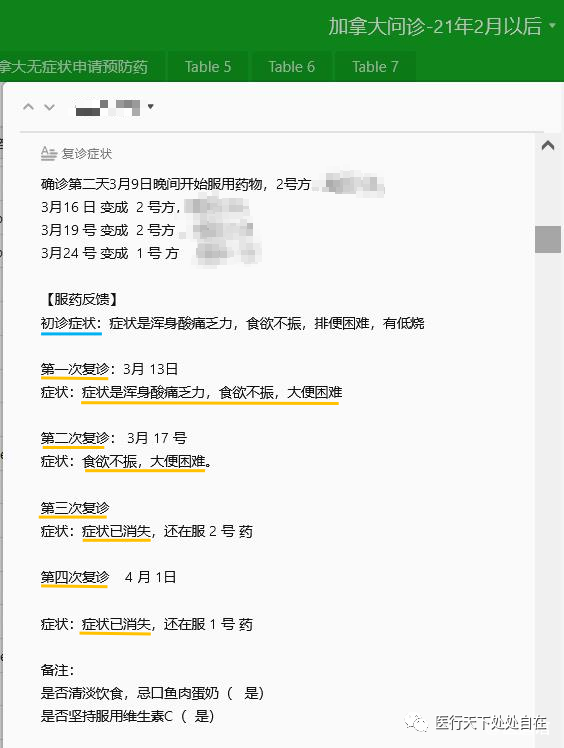 加拿大问诊-21年2月以后
拿大无症状申请预防药 Table 5 Table 6 Table 7
复诊症状
确诊第二天3月9日晚间开始服用药物，2号方
3月16 日 变成 2 号方，
3月19 号 变成 2 号方
3月24 号 变成 1 号 方
【服药反馈】
初诊症状：症状是浑身酸痛乏力，食欲不振，排便困难，有低烧
第一次复诊：3月 13日
症状：症状是浑身酸痛乏力，食欲不振，大便困难
第二次复诊： 3月 17 号
症状：食欲不振，大便困难。
第三次复诊
症状：症状已消失，还在服 2 号 药
第四次复诊 4 月 1日
症状：症状已消失，还在服 1 号 药
备注：
是否清淡饮食，忌口鱼肉蛋奶（ 是）
是否坚持服用维生素C（ 是）
医行天下处处自在